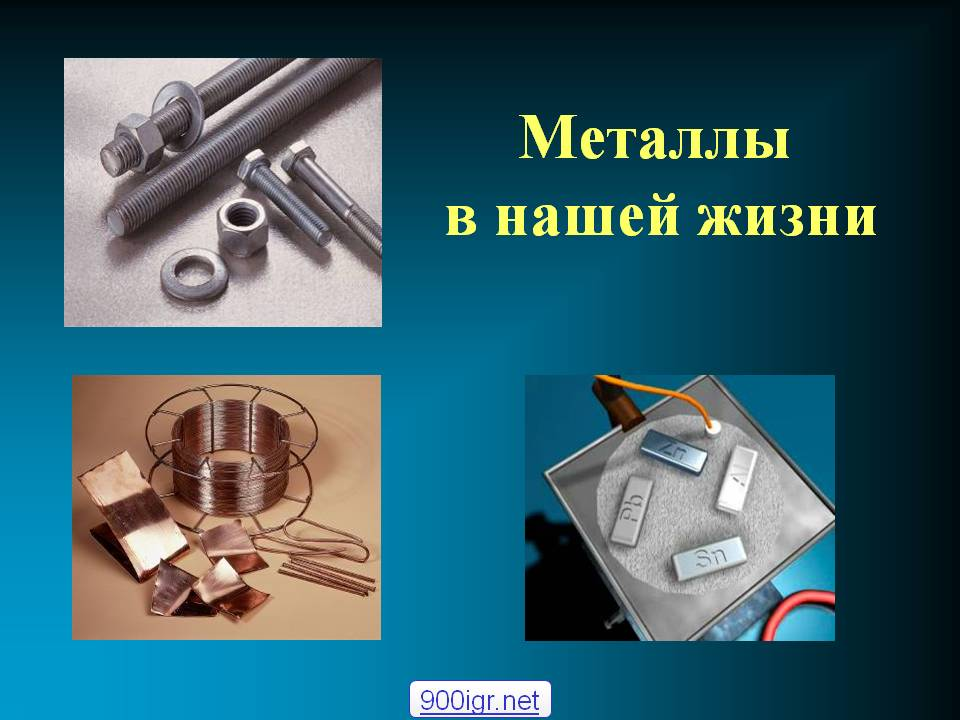 Металлы
в нашей жизни
Zn
Al
Pb
Sn
900igr.net